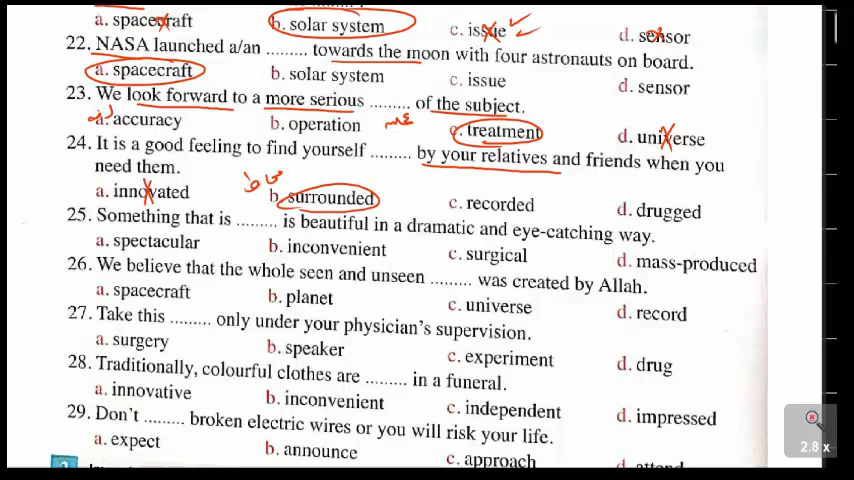 a. spacecraft b. solar system c. issue d. sensor
22. NASA launched a/an ......... towards the moon with four astronauts on board.
a. spacecraft b. solar system c. issue d. sensor
23. We look forward to a more serious ......... of the subject.
a. accuracy b. operation c. treatment d. universe
24. It is a good feeling to find yourself ......... by your relatives and friends when you
need them.
a. innovated b. surrounded c. recorded d. drugged
25. Something that is ......... is beautiful in a dramatic and eye-catching way.
a. spectacular b. inconvenient c. surgical d. mass-produced
26. We believe that the whole seen and unseen ......... was created by Allah.
a. spacecraft b. planet c. universe d. record
27. Take this ......... only under your physician's supervision.
a. surgery b. speaker c. experiment d. drug
28. Traditionally, colourful clothes are ......... in a funeral.
a. innovative b. inconvenient c. independent d. impressed
29. Don't ......... broken electric wires or you will risk your life.
a. expect b. announce c. approach d. attend
2.8 x